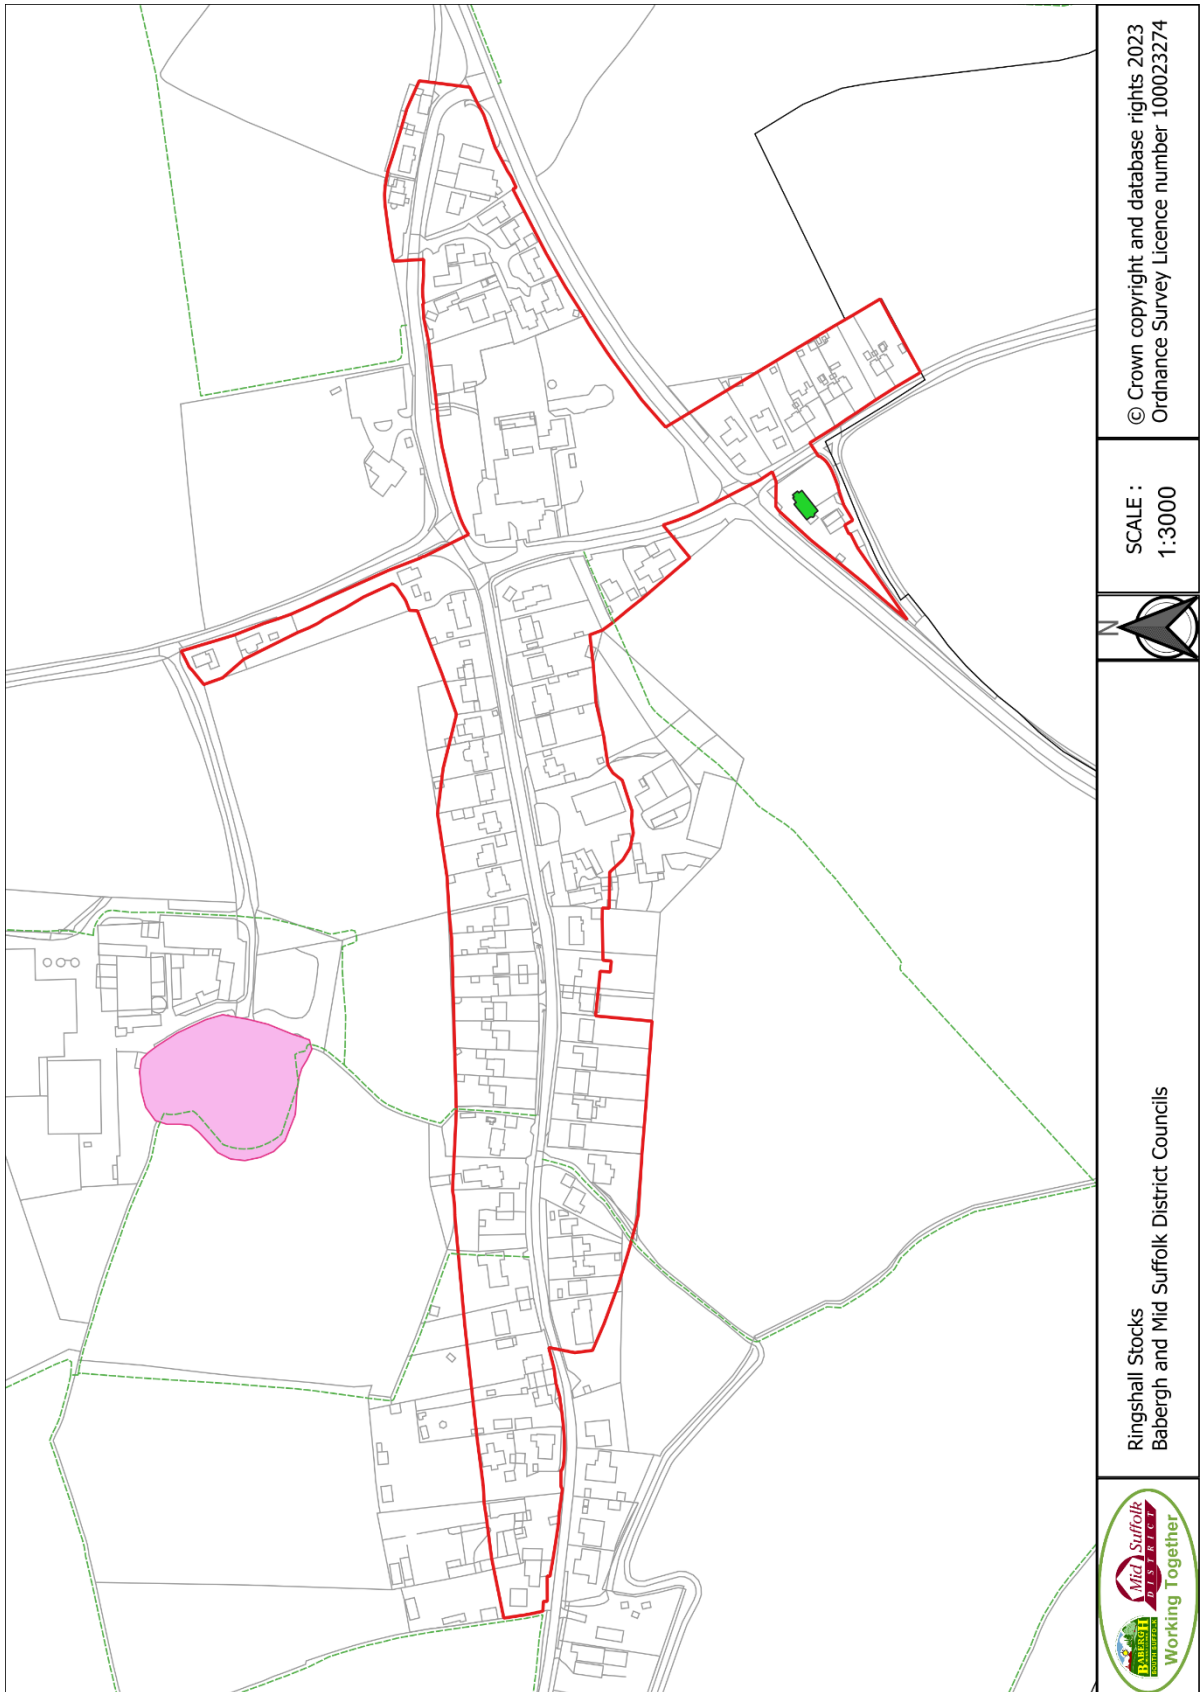 BABERGH
SOUTH SUFFOLK
Mid Suffolk
DISTRICT
Working Together
Ringshall Stocks
Babergh and Mid Suffolk District Councils
N
SCALE :
1:3000
© Crown copyright and database rights 2023
Ordnance Survey Licence number 100023274